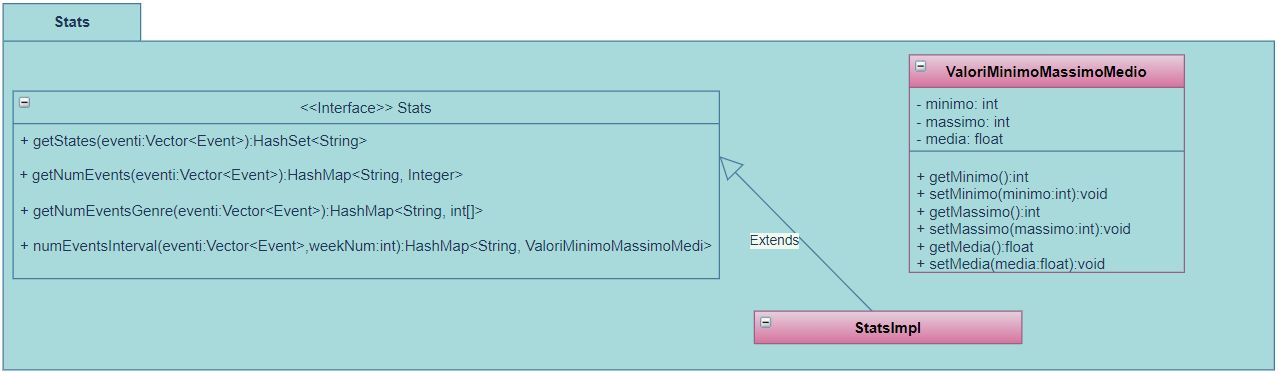 Stats
<<Interface>> Stats
+ getStates(eventi:Vector<Event>):HashSet<String>
+ getNumEvents(eventi:Vector<Event>):HashMap<String, Integer>
+ getNumEventsGenre(eventi:Vector<Event>):HashMap<String, int[]>
+ numEventsInterval(eventi:Vector<Event>,weekNum:int):HashMap<String, ValoriMinimoMassimoMedi>
Extends
StatsImpl
ValoriMinimoMassimoMedio
- minimo: int
- massimo: int
- media: float
+ getMinimo():int
+ setMinimo(minimo:int):void
+ getMassimo():int
+ setMassimo(massimo:int):void
+ getMedia():float
+ setMedia(media:float):void